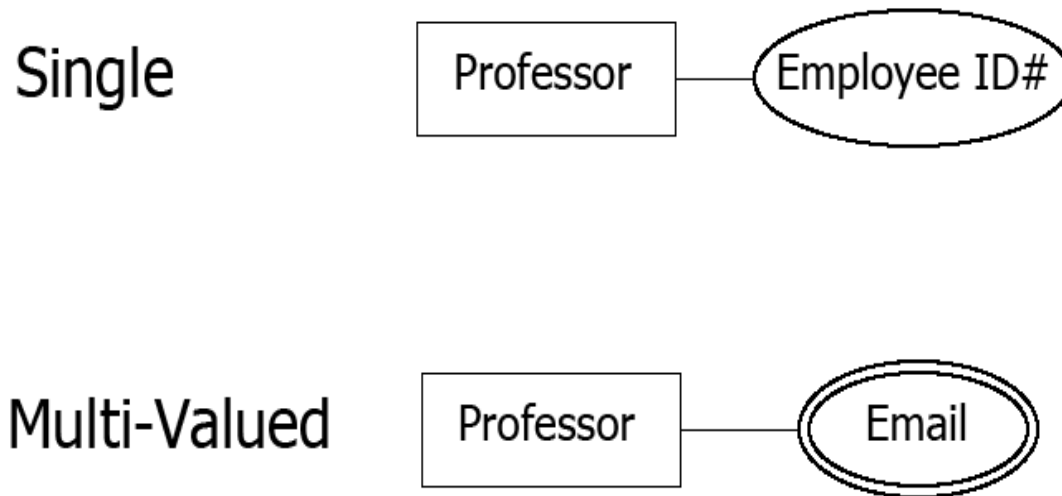 Single
Professor
Employee ID#
Multi-Valued
Professor
Email